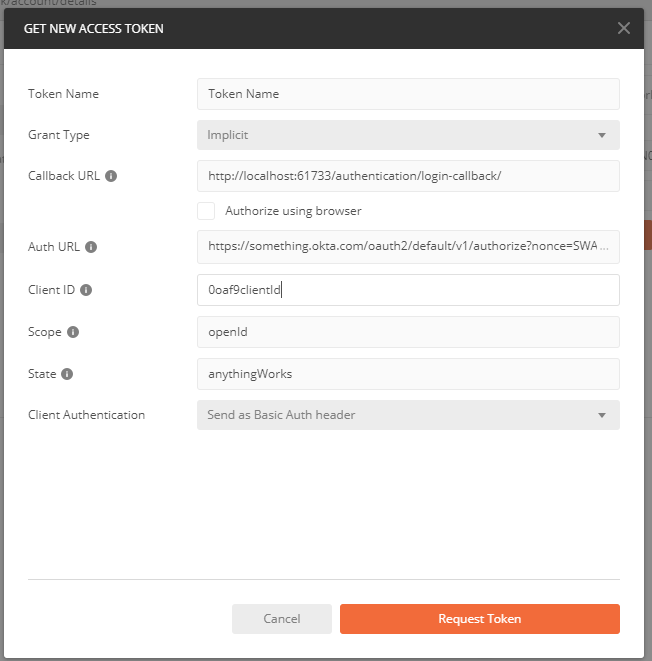 k/account/details
GET NEW ACCESS TOKEN
Token Name Token Name
Grant Type Implicit
Callback URL http://localhost:61733/authentication/login-callback/
Authorize using browser
Auth URL https://something.okta.com/oauth2/default/v1/authorize?nonce=SWA...
Client ID 0oaf9clientId
Scope openId
State anythingWorks
Client Authentication Send as Basic Auth header
Cancel Request Token